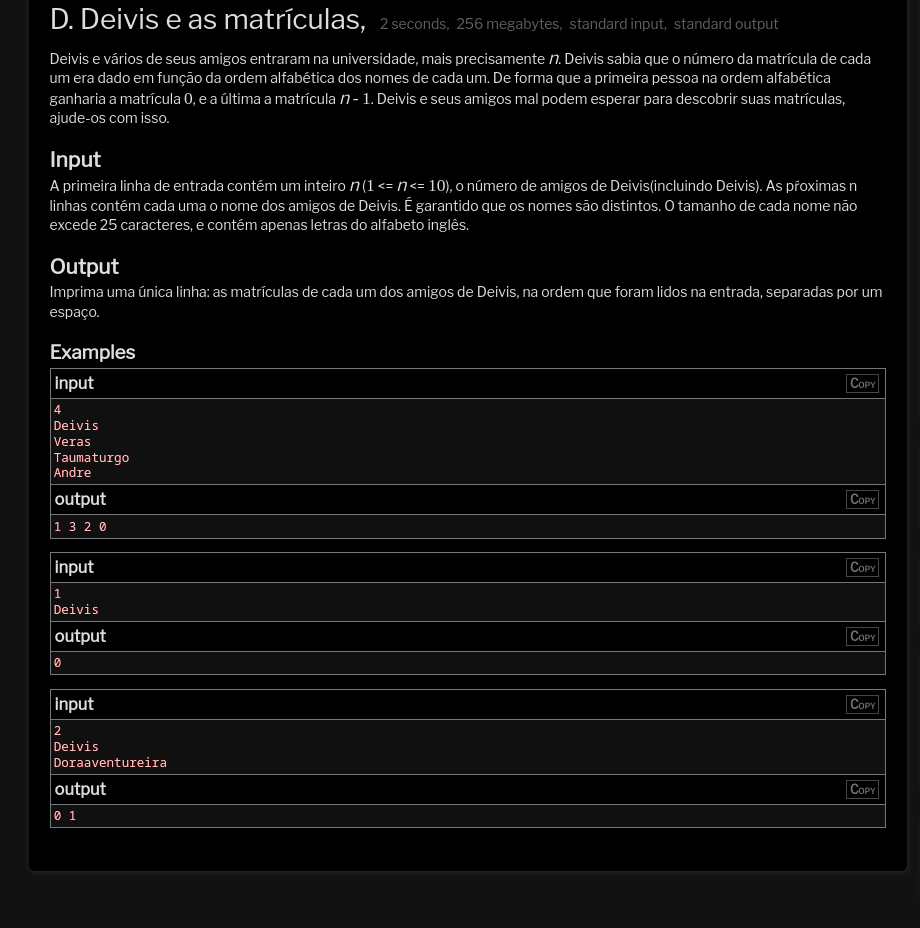 D. Deivis e as matrículas, 2 seconds, 256 megabytes, standard input, standard output
Deivis e vários de seus amigos entraram na universidade, mais precisamente n. Deivis sabia que o número da matrícula de cada
um era dado em função da ordem alfabética dos nomes de cada um. De forma que a primeira pessoa na ordem alfabética
ganharia a matrícula 0, e a última a matrícula n - 1. Deivis e seus amigos mal podem esperar para descobrir suas matrículas,
ajude-os com isso.
Input
A primeira linha de entrada contém um inteiro n (1 <= n <= 10), o número de amigos de Deivis(incluindo Deivis). As pŕoximas n
linhas contém cada uma o nome dos amigos de Deivis. É garantido que os nomes são distintos. O tamanho de cada nome não
excede 25 caracteres, e contém apenas letras do alfabeto inglês.
Output
Imprima uma única linha: as matrículas de cada um dos amigos de Deivis, na ordem que foram lidos na entrada, separadas por um
espaço.
Examples
input Copy
4
Deivis
Veras
Taumaturgo
Andre
output Copy
1 3 2 0
input Copy
1
Deivis
output Copy
0
input Copy
2
Deivis
Doraaventureira
output Copy
0 1